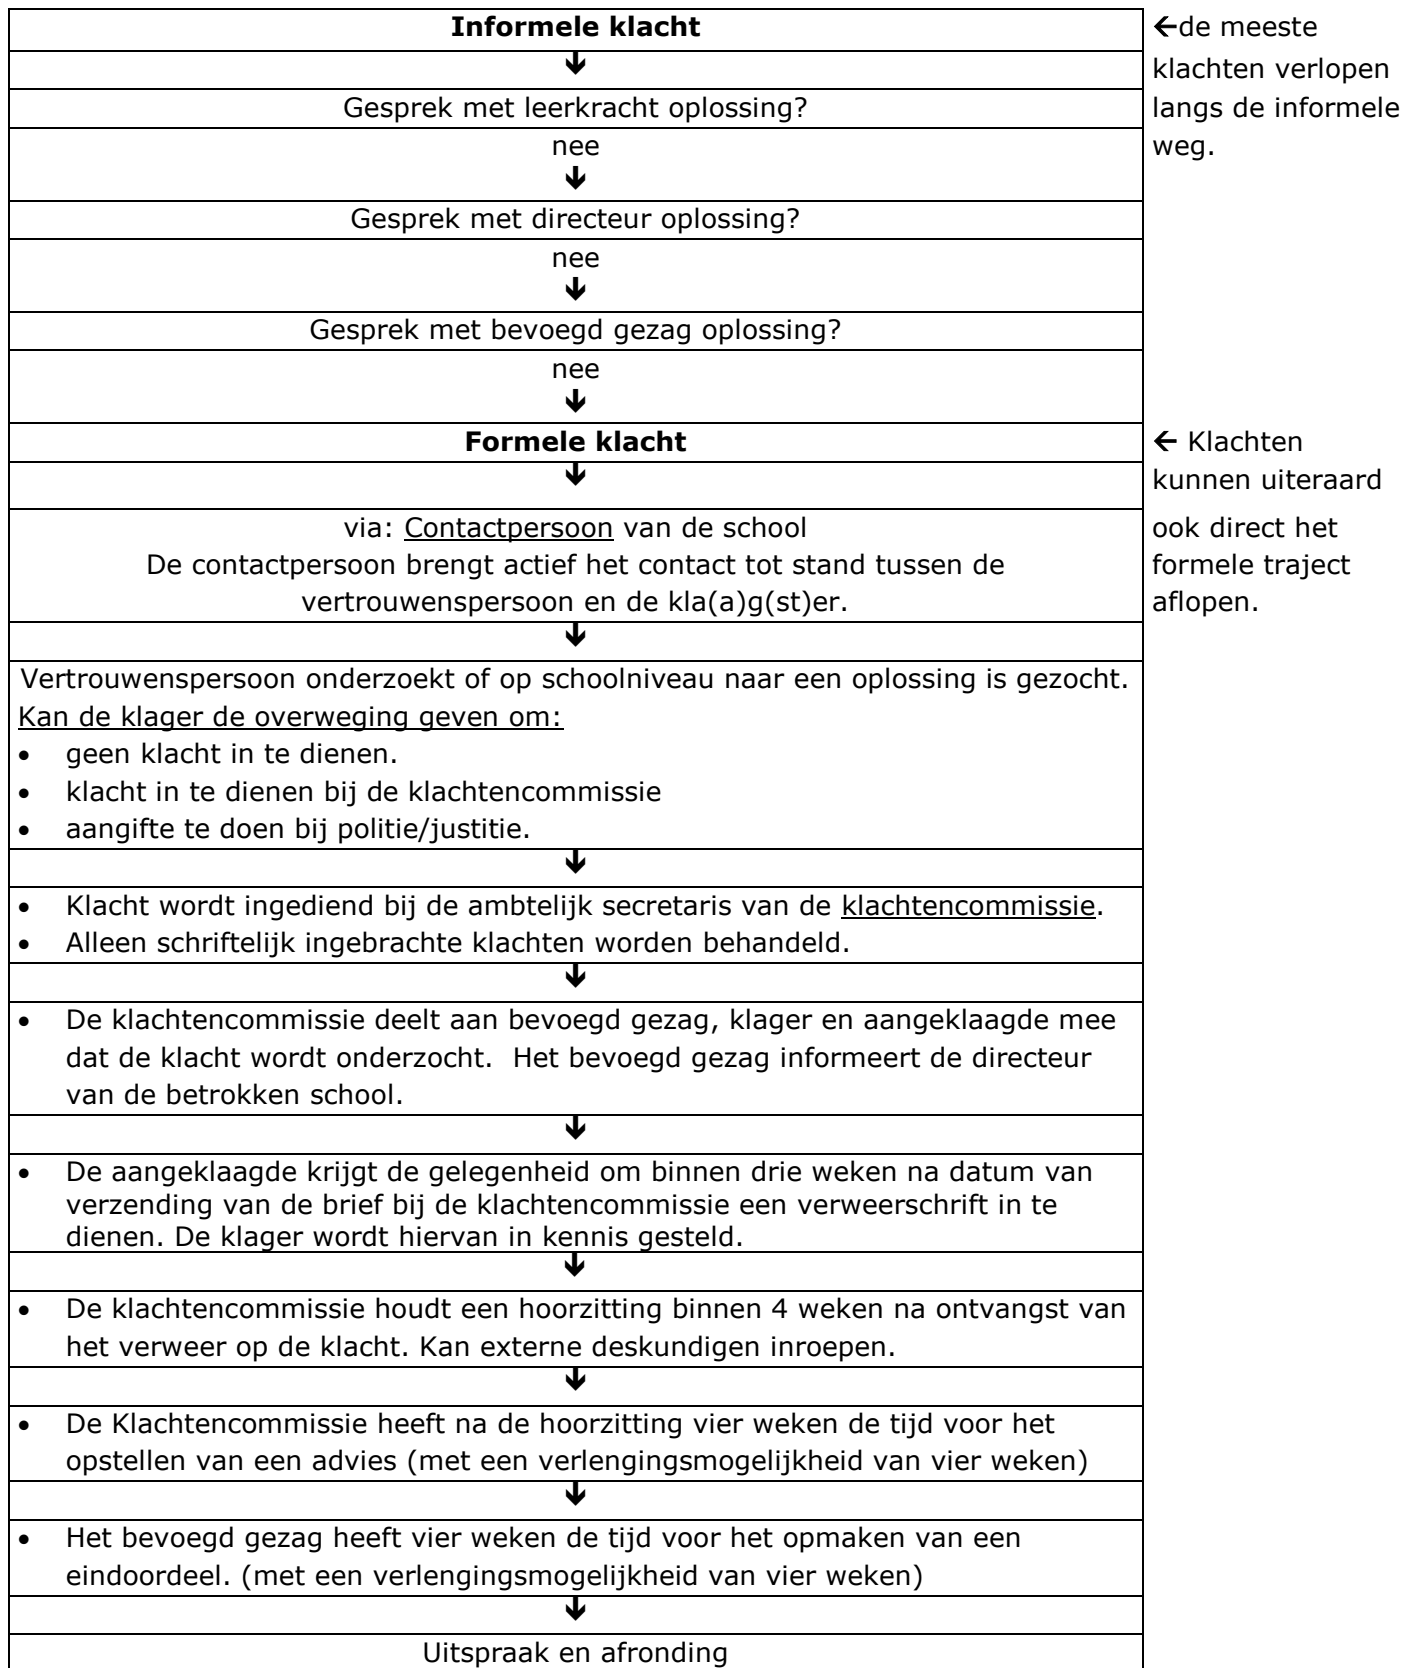 Informele klacht
←de meeste
klachten verlopen
langs de informele
weg.
🡫
Gesprek met leerkracht oplossing?
nee
🡫
Gesprek met directeur oplossing?
nee
🡫
Gesprek met bevoegd gezag oplossing?
nee
🡫
Formele klacht
← Klachten
kunnen uiteraard
ook direct het
formele traject
aflopen.
🡫
via: Contactpersoon van de school
De contactpersoon brengt actief het contact tot stand tussen de
vertrouwenspersoon en de kla(a)g(st)er.
🡫
Vertrouwenspersoon onderzoekt of op schoolniveau naar een oplossing is gezocht.
Kan de klager de overweging geven om:
• geen klacht in te dienen.
• klacht in te dienen bij de klachtencommissie
• aangifte te doen bij politie/justitie.
🡫
• Klacht wordt ingediend bij de ambtelijk secretaris van de klachtencommissie.
• Alleen schriftelijk ingebrachte klachten worden behandeld.
🡫
• De klachtencommissie deelt aan bevoegd gezag, klager en aangeklaagde mee
dat de klacht wordt onderzocht.  Het bevoegd gezag informeert de directeur
van de betrokken school.
🡫
• De aangeklaagde krijgt de gelegenheid om binnen drie weken na datum van
verzending van de brief bij de klachtencommissie een verweerschrift in te
dienen. De klager wordt hiervan in kennis gesteld.
🡫
• De klachtencommissie houdt een hoorzitting binnen 4 weken na ontvangst van
het verweer op de klacht. Kan externe deskundigen inroepen.
🡫
• De Klachtencommissie heeft na de hoorzitting vier weken de tijd voor het
opstellen van een advies (met een verlengingsmogelijkheid van vier weken)
🡫
• Het bevoegd gezag heeft vier weken de tijd voor het opmaken van een
eindoordeel. (met een verlengingsmogelijkheid van vier weken)
🡫
Uitspraak en afronding